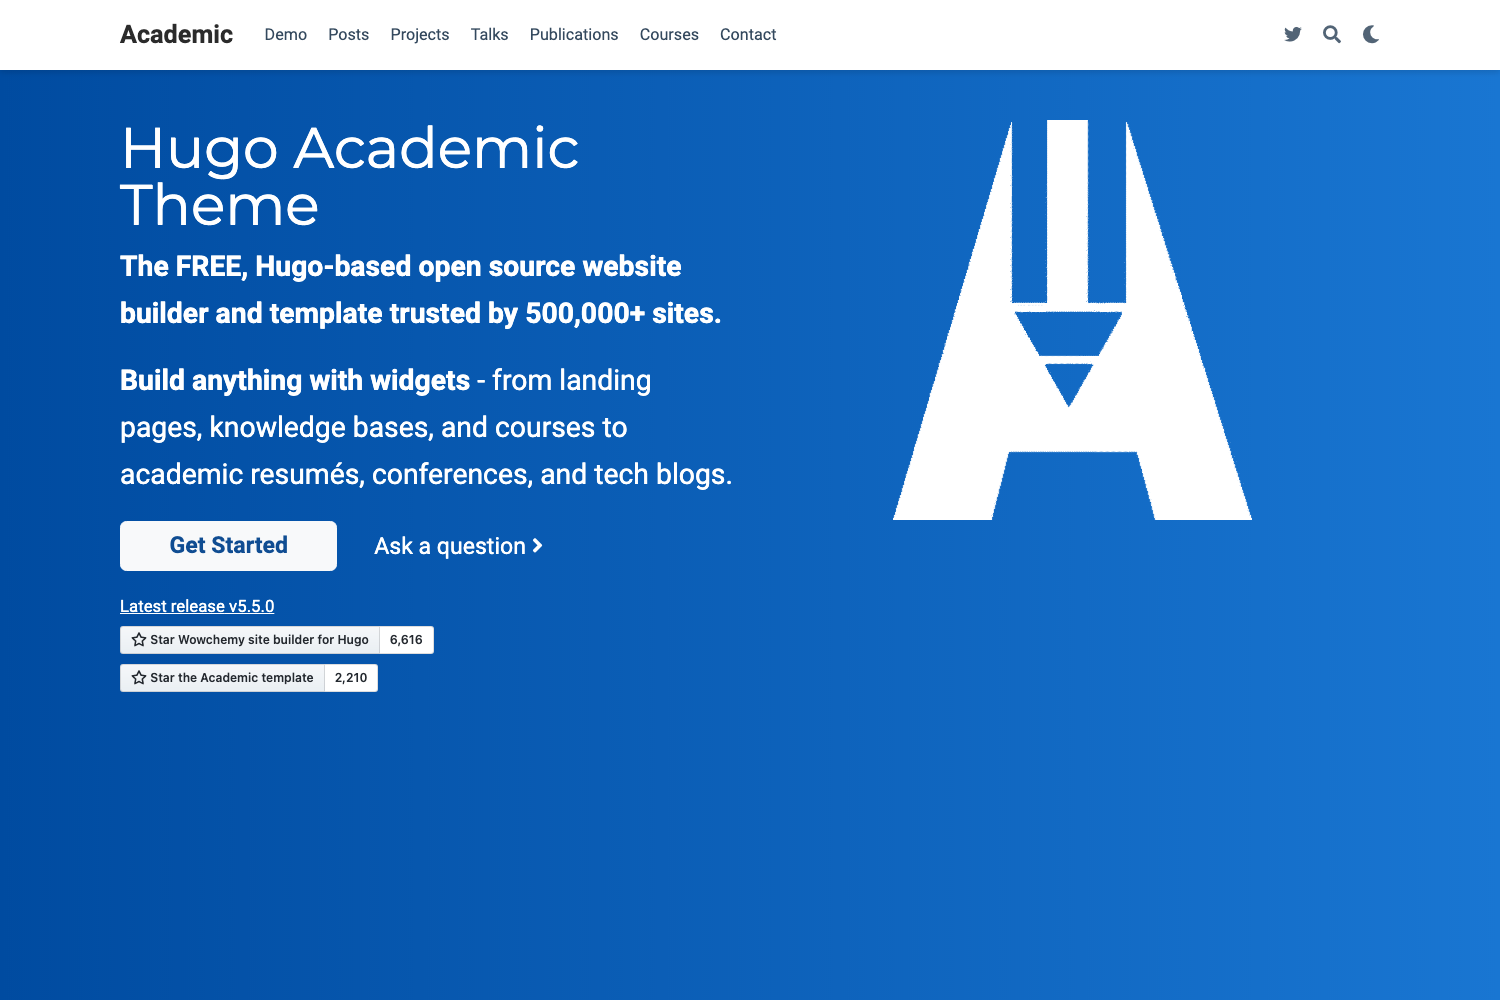 Academic Demo Posts Projects Talks Publications Courses Contact
Hugo Academic
Theme
The FREE, Hugo-based open source website
builder and template trusted by 500,000+ sites.
Build anything with widgets - from landing
pages, knowledge bases, and courses to
academic resumés, conferences, and tech blogs.
Get Started Ask a question
Latest release v5.5.0
Star Wowchemy site builder for Hugo 6,616
Star the Academic template 2,210